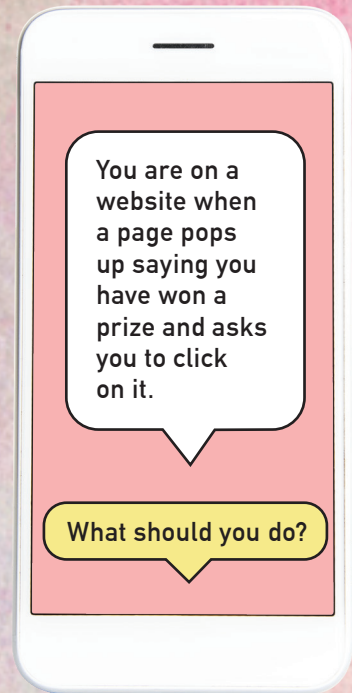 You are on a
website when
a page pops
up saying you
have won a
prize and asks
you to click
on it.
What should you do?